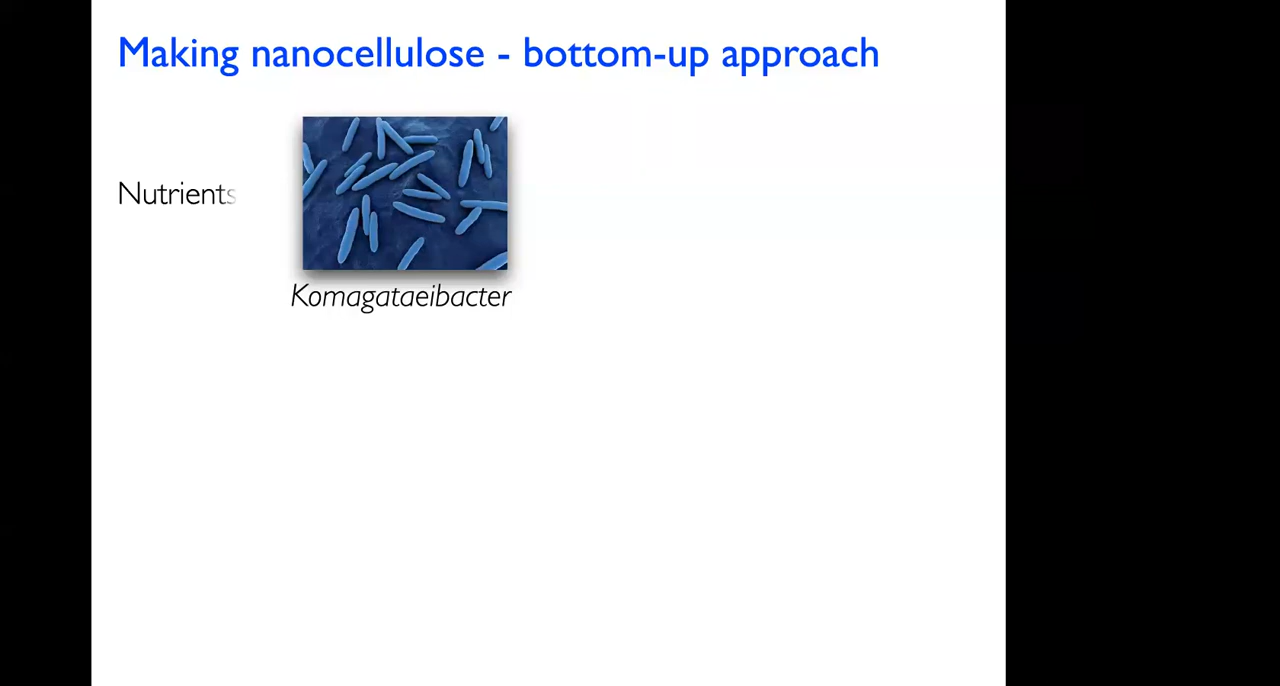 Making nanocellulose - bottom-up approach
Nutrients
Komagataeibacter